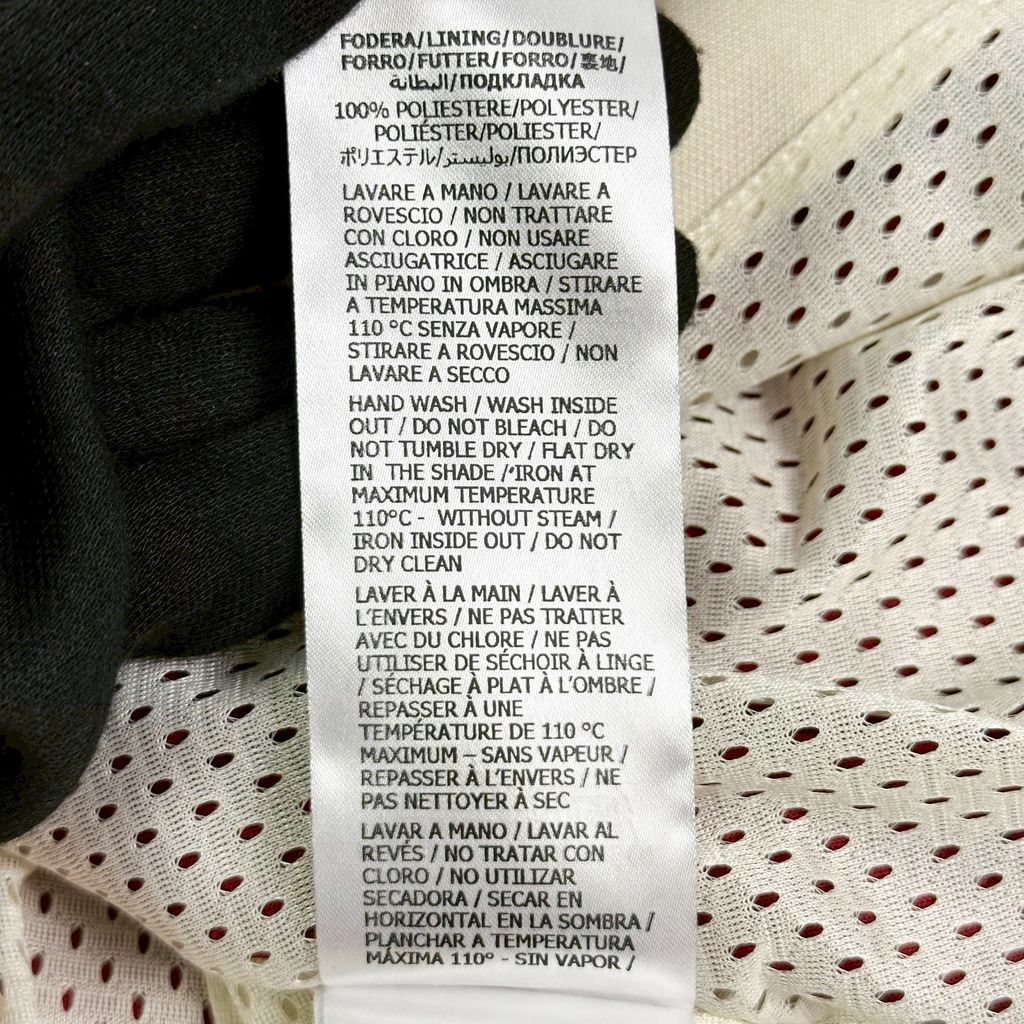 FODERA/LINING/DOUBLURE/
FORRO/FUTTER/FORRO/裏地/
البطانة/ПОДКЛАДКА
100% POLIESTERE/POLYESTER/
POLIÉSTER/POLIESTER/
ポリエステル/بوليستر/ПОЛИЭСТЕР
LAVARE A MANO / LAVARE A
ROVESCIO / NON TRATTARE
CON CLORO / NON USARE
ASCIUGATRICE / ASCIUGARE
IN PIANO IN OMBRA / STIRARE
A TEMPERATURA MASSIMA
110 °C SENZA VAPORE /
STIRARE A ROVESCIO / NON
LAVARE A SECCO
HAND WASH / WASH INSIDE
OUT / DO NOT BLEACH / DO
NOT TUMBLE DRY / FLAT DRY
IN THE SHADE / IRON AT
MAXIMUM TEMPERATURE
110°C - WITHOUT STEAM /
IRON INSIDE OUT / DO NOT
DRY CLEAN
LAVER À LA MAIN / LAVER À
L'ENVERS / NE PAS TRAITER
AVEC DU CHLORE / NE PAS
UTILISER DE SÉCHOIR À LINGE
/ SÉCHAGE À PLAT À L'OMBRE /
REPASSER À UNE
TEMPÉRATURE DE 110 °C
MAXIMUM – SANS VAPEUR /
REPASSER À L'ENVERS / NE
PAS NETTOYER À SEC
LAVAR A MANO / LAVAR AL
REVÉS / NO TRATAR CON
CLORO / NO UTILIZAR
SECADORA / SECAR EN
HORIZONTAL EN LA SOMBRA /
PLANCHAR A TEMPERATURA
MÁXIMA 110° - SIN VAPOR /